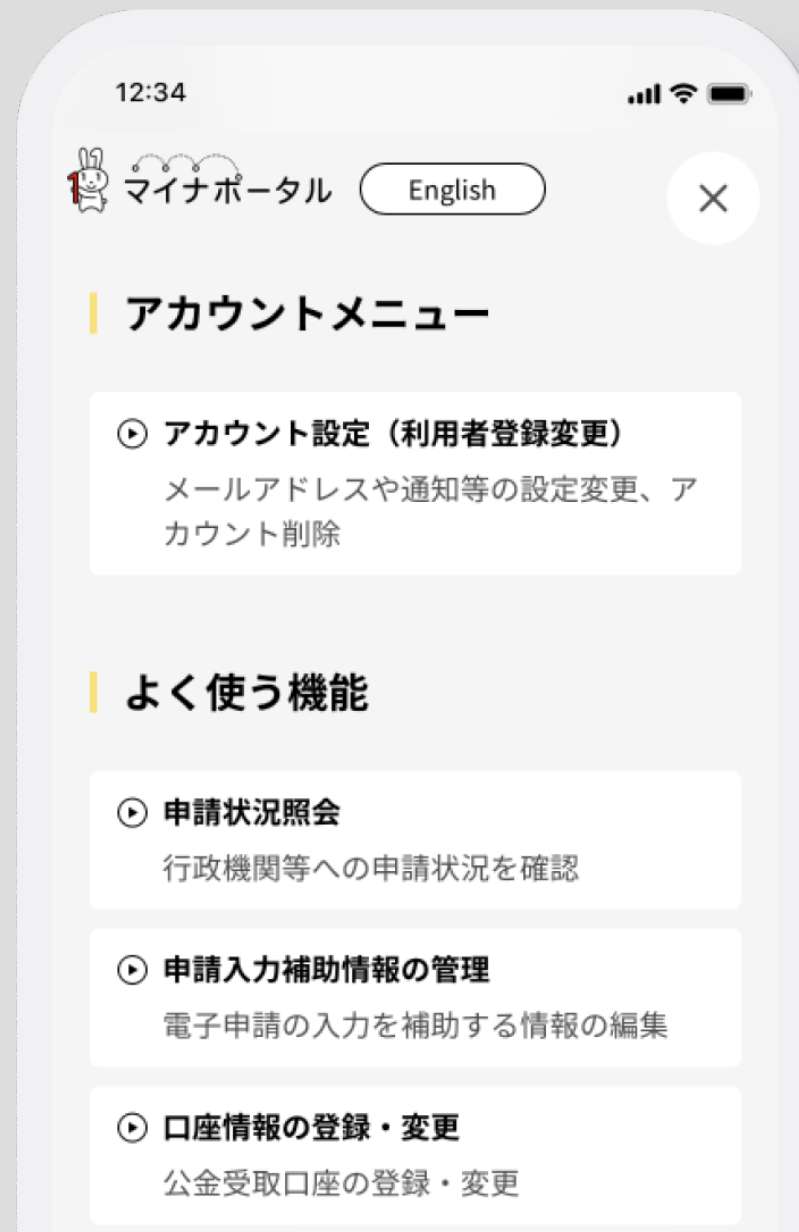 12:34
マイナポータル English
アカウントメニュー
アカウント設定（利用者登録変更）
メールアドレスや通知等の設定変更、ア
カウント削除
よく使う機能
申請状況照会
行政機関等への申請状況を確認
申請入力補助情報の管理
電子申請の入力を補助する情報の編集
口座情報の登録・変更
公金受取口座の登録・変更